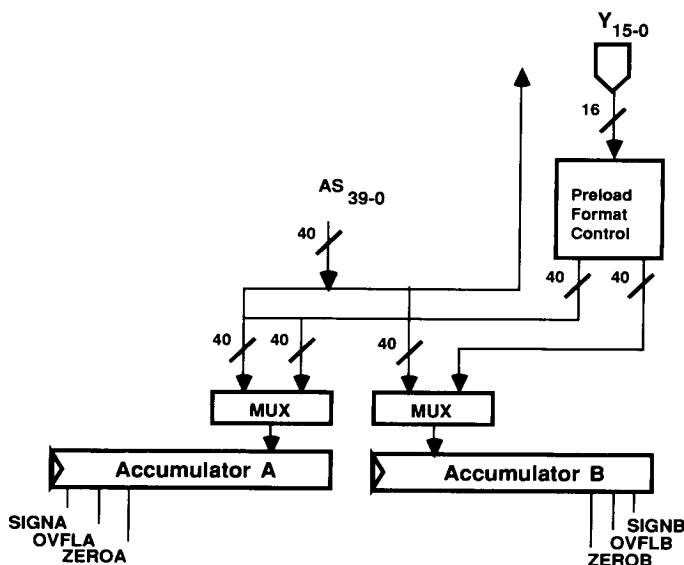 Y15-0
16
AS39-0
Preload
Format
Control
40
40 40
40 40 40
MUX MUX
Accumulator A
Accumulator B
SIGNA
OVFLA
ZEROA
SIGNB
OVFLB
ZEROB